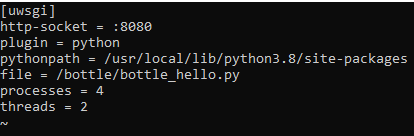 [uwsgi]
http-socket = :8080
plugin = python
pythonpath = /usr/local/lib/python3.8/site-packages
file = /bottle/bottle_hello.py
processes = 4
threads = 2
~